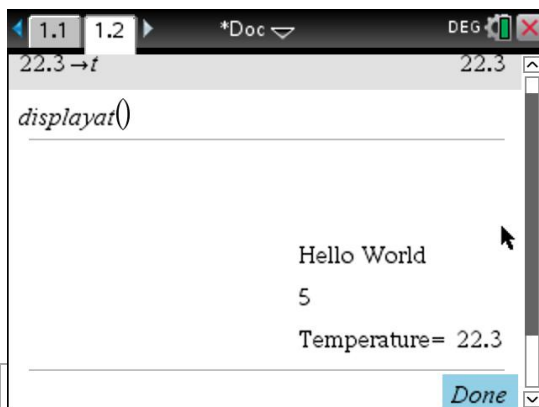 1.1 1.2 *Doc DEG
22.3→t 22.3
displayat()
Hello World
5
Temperature= 22.3
Done